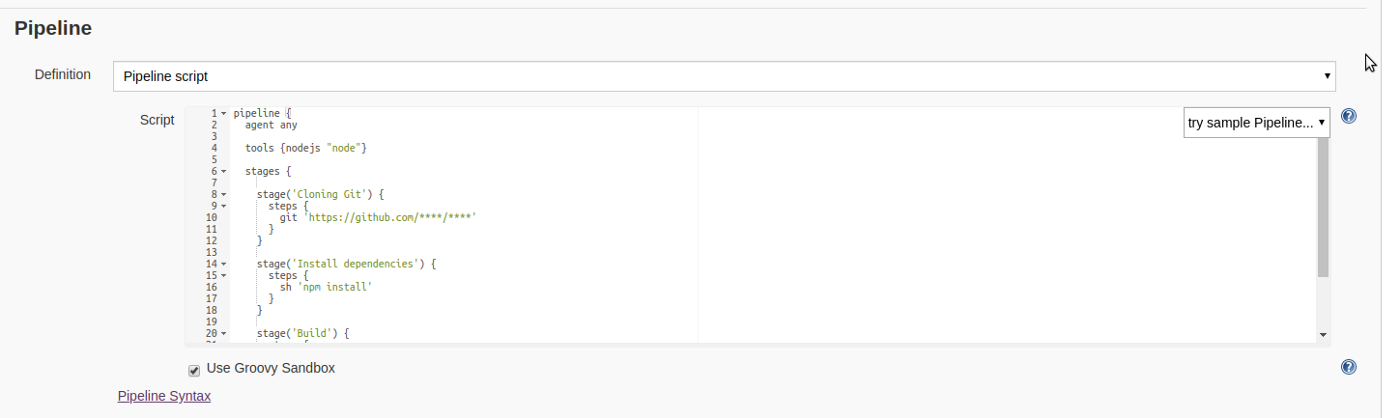 Pipeline
Definition
Pipeline script
Script
try sample Pipeline...
1 pipeline {
2   agent any
3
4   tools {nodejs "node"}
5
6   stages {
7
8     stage('Cloning Git') {
9       steps {
10         git 'https://github.com/****/****'
11       }
12     }
13
14     stage('Install dependencies') {
15       steps {
16         sh 'npm install'
17       }
18     }
19
20     stage('Build') {
Use Groovy Sandbox
Pipeline Syntax